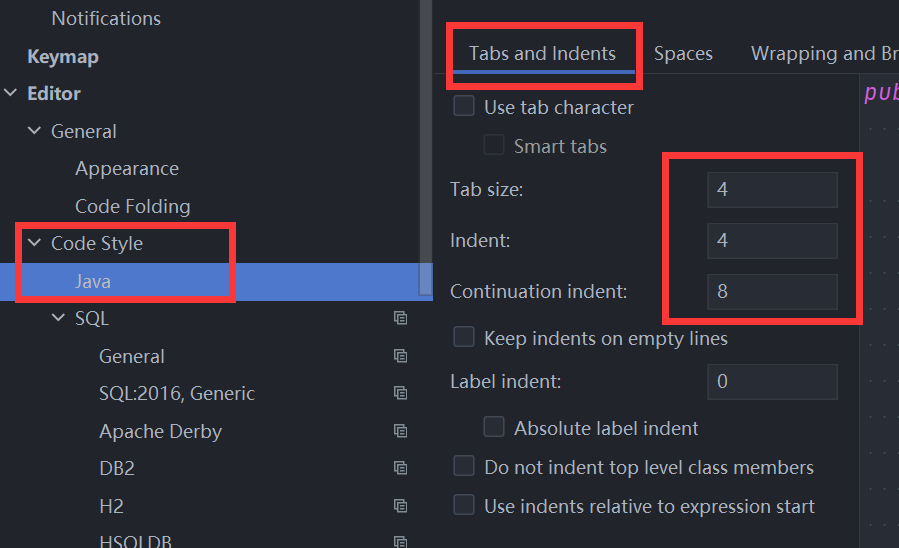 Notifications
Keymap
Editor
General
Appearance
Code Folding
Code Style
Java
SQL
General
SQL:2016, Generic
Apache Derby
DB2
H2
HSQLDB
Tabs and Indents
Spaces
Wrapping and Br
Use tab character
Smart tabs
Tab size:
4
Indent:
4
Continuation indent:
8
Keep indents on empty lines
Label indent:
0
Absolute label indent
Do not indent top level class members
Use indents relative to expression start
pub